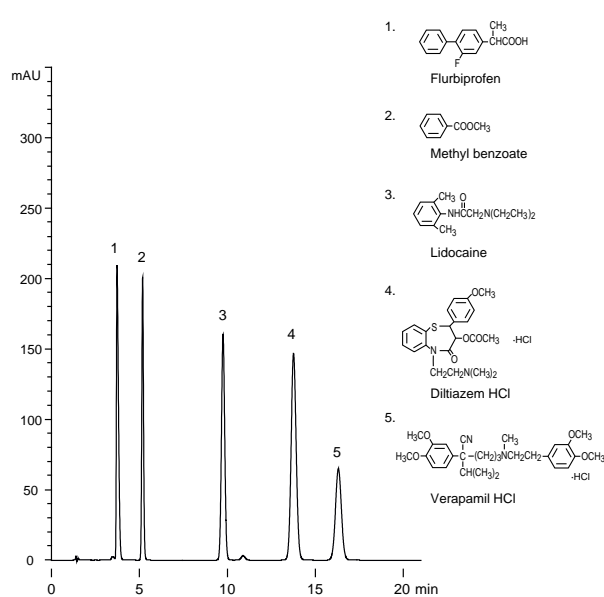 mAU
300
250
200
150
100
50
0
0
5
10
15
20 min
1
2
3
4
5
1.
CH3
CHCOOH
F
Flurbiprofen
2.
COOCH3
Methyl benzoate
3.
CH3
O
NHCCH2N(CH2CH3)2
CH3
Lidocaine
4.
OCH3
S
OCOCH3
·HCl
N
O
CH2CH2N(CH3)2
Diltiazem HCl
5.
H3CO
CN
CH3
OCH3
H3CO
C
(CH2)3NCH2CH2
OCH3
CH(CH3)2
·HCl
Verapamil HCl